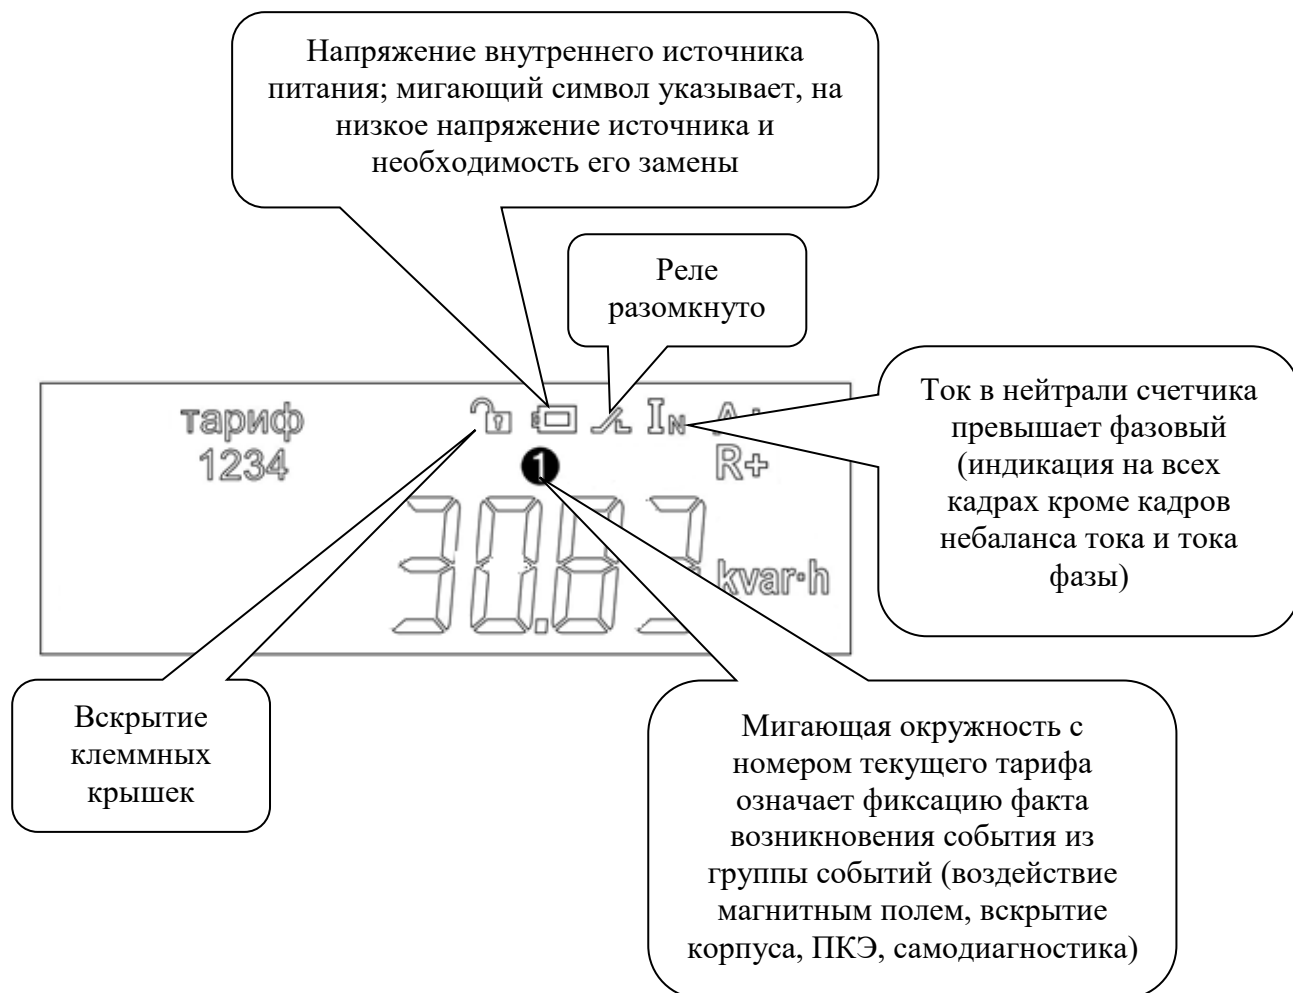 Напряжение внутреннего источника
питания; мигающий символ указывает, на
низкое напряжение источника и
необходимость его замены
Реле
разомкнуто
Ток в нейтрали счетчика
превышает фазовый
(индикация на всех
кадрах кроме кадров
небаланса тока и тока
фазы)
тариф
1234
IN
1
R+
30.83
kvar·h
Вскрытие
клеммных
крышек
Мигающая окружность с
номером текущего тарифа
означает фиксацию факта
возникновения события из
группы событий (воздействие
магнитным полем, вскрытие
корпуса, ПКЭ, самодиагностика)